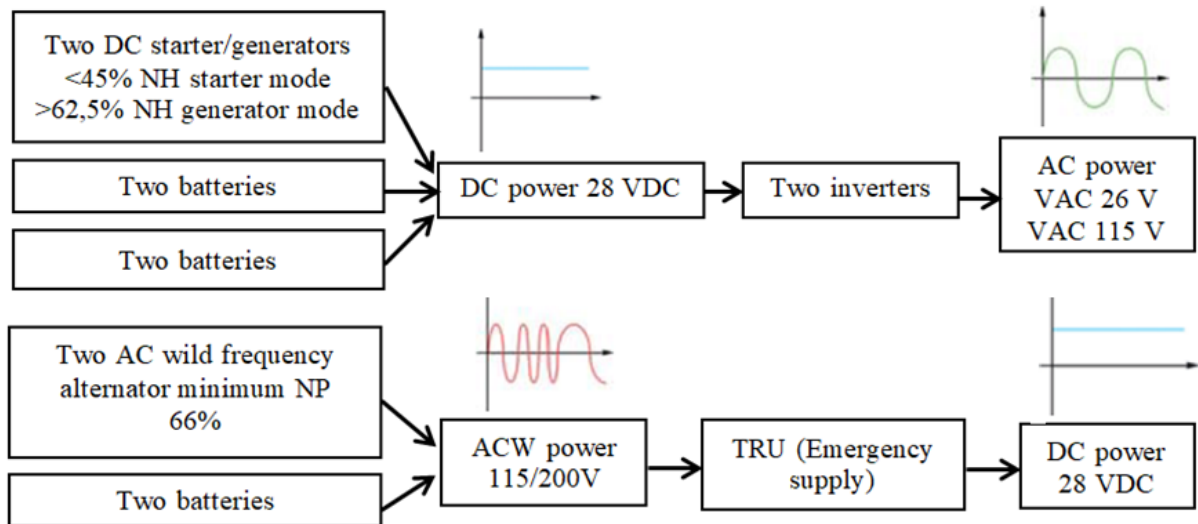 Two DC starter/generators
<45% NH starter mode
>62,5% NH generator mode
Two batteries
Two batteries
DC power 28 VDC
Two inverters
AC power
VAC 26 V
VAC 115 V
Two AC wild frequency
alternator minimum NP
66%
Two batteries
ACW power
115/200V
TRU (Emergency
supply)
DC power
28 VDC